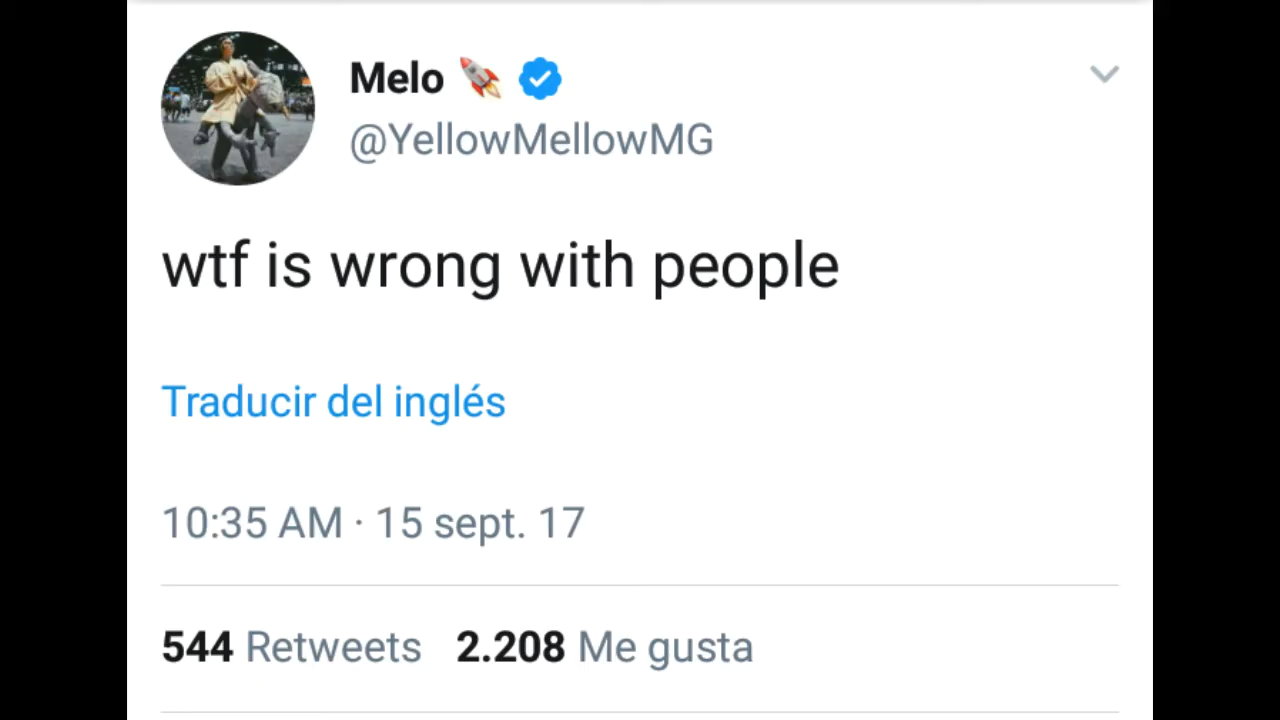 Melo 🚀
@YellowMellowMG
wtf is wrong with people
Traducir del inglés
10:35 AM · 15 sept. 17
544 Retweets 2.208 Me gusta